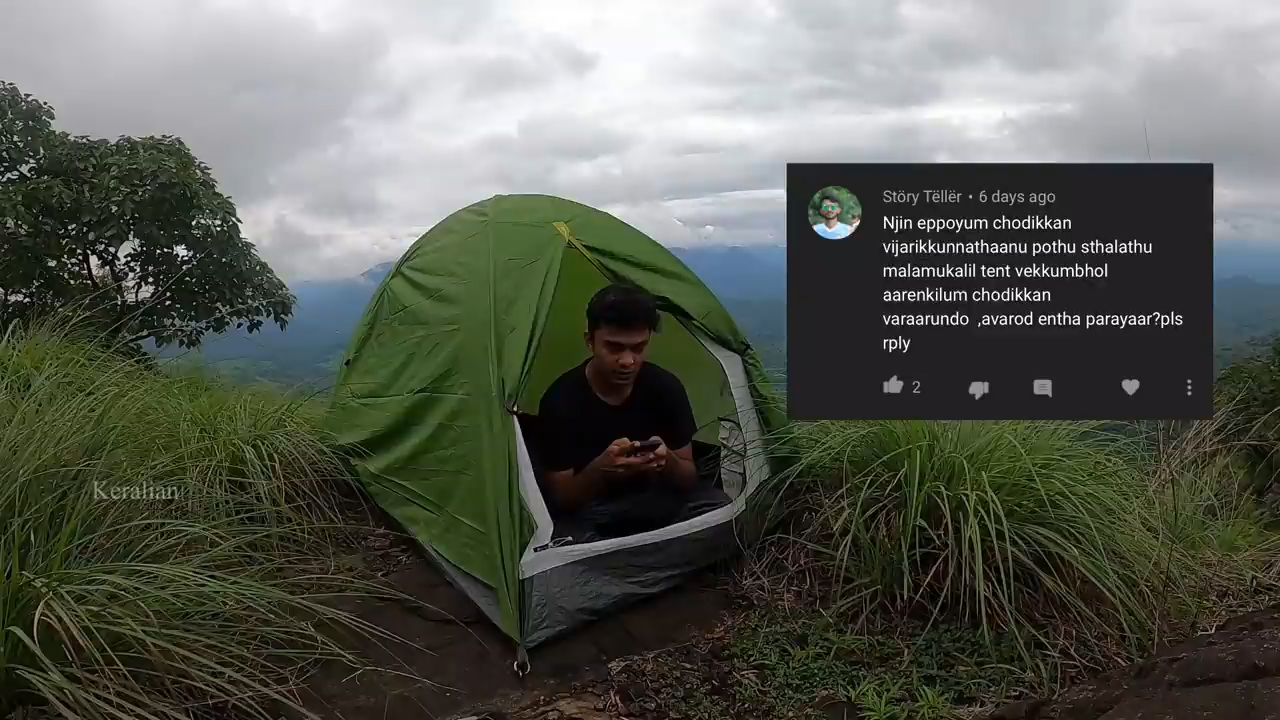 Störy Tëllër • 6 days ago
Njin eppoyum chodikkan
vijarikkunnathaanu pothu sthalathu
malamukalil tent vekkumbhol
aarenkilum chodikkan
varaarundo ,avarod entha parayaar?pls
rply
2
Keralian